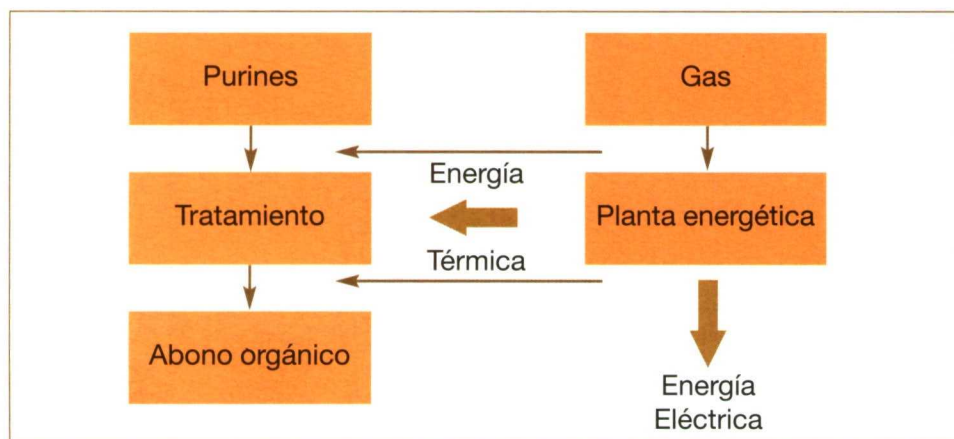 Purines
Gas
Energía
Tratamiento
Planta energética
Térmica
Abono orgánico
Energía
Eléctrica